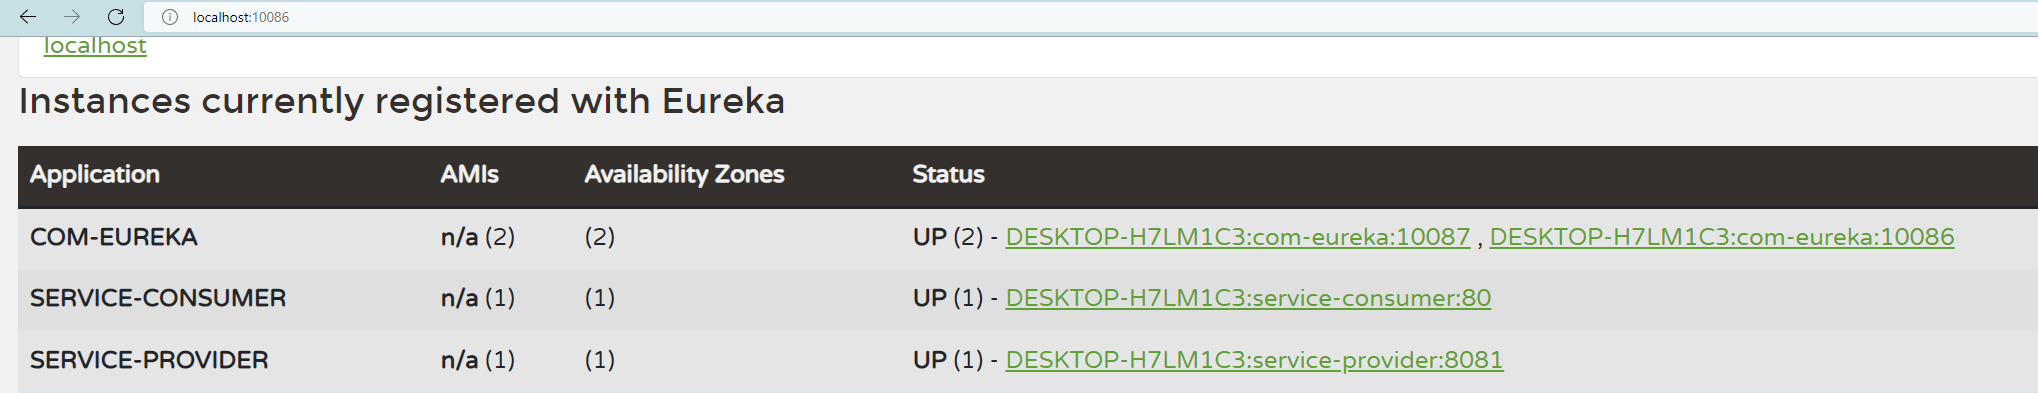 localhost:10086
localhost
Instances currently registered with Eureka
Application AMIs Availability Zones Status
COM-EUREKA n/a (2) (2) UP (2) - DESKTOP-H7LM1C3:com-eureka:10087 , DESKTOP-H7LM1C3:com-eureka:10086
SERVICE-CONSUMER n/a (1) (1) UP (1) - DESKTOP-H7LM1C3:service-consumer:80
SERVICE-PROVIDER n/a (1) (1) UP (1) - DESKTOP-H7LM1C3:service-provider:8081